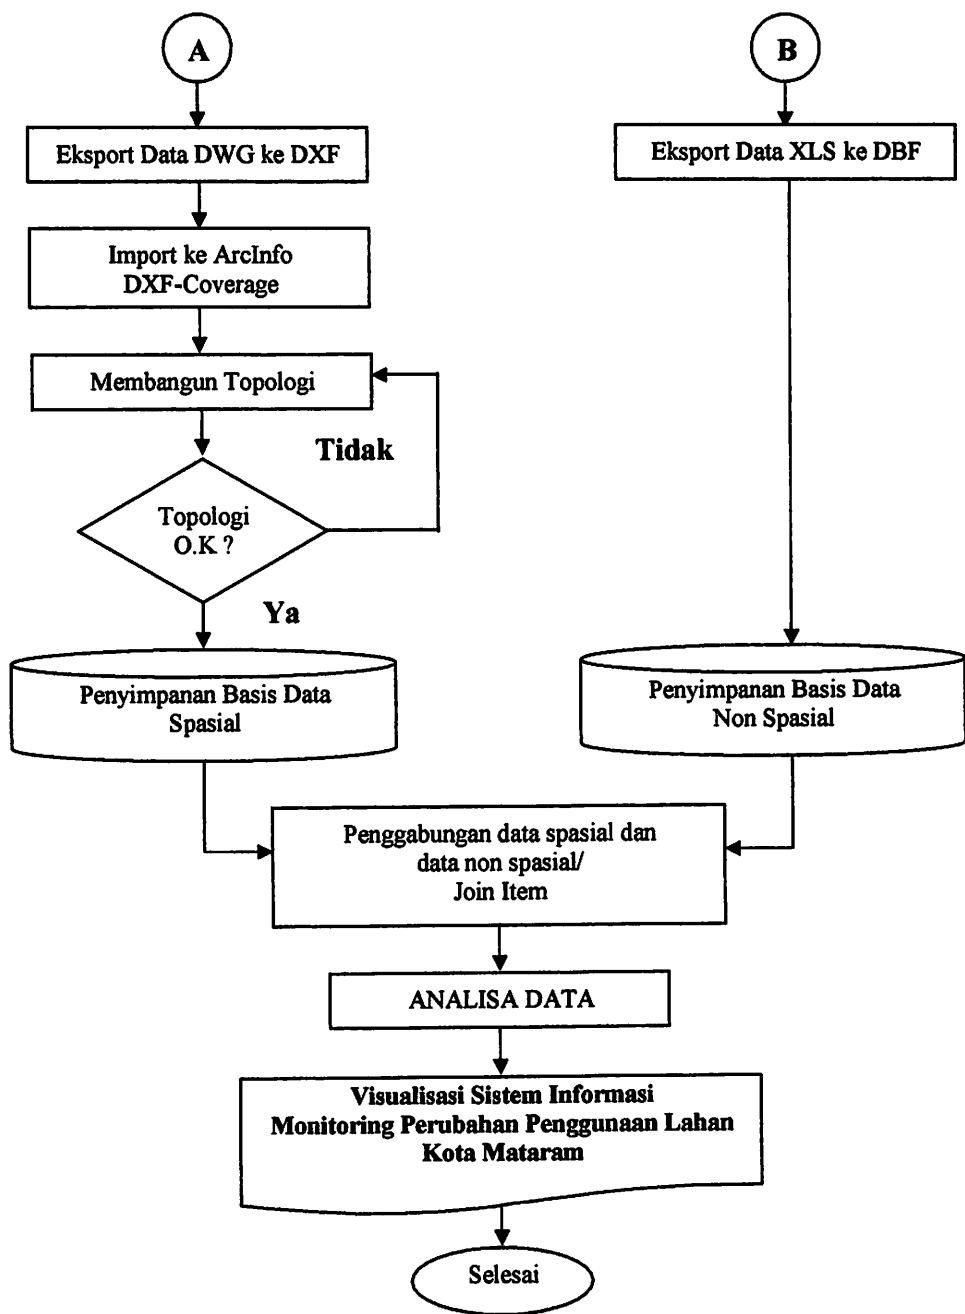 A
B
Eksport Data DWG ke DXF
Eksport Data XLS ke DBF
Import ke ArcInfo
DXF-Coverage
Membangun Topologi
Tidak
Topologi
O.K ?
Ya
Penyimpanan Basis Data
Spasial
Penyimpanan Basis Data
Non Spasial
Penggabungan data spasial dan
data non spasial/
Join Item
ANALISA DATA
Visualisasi Sistem Informasi
Monitoring Perubahan Penggunaan Lahan
Kota Mataram
Selesai